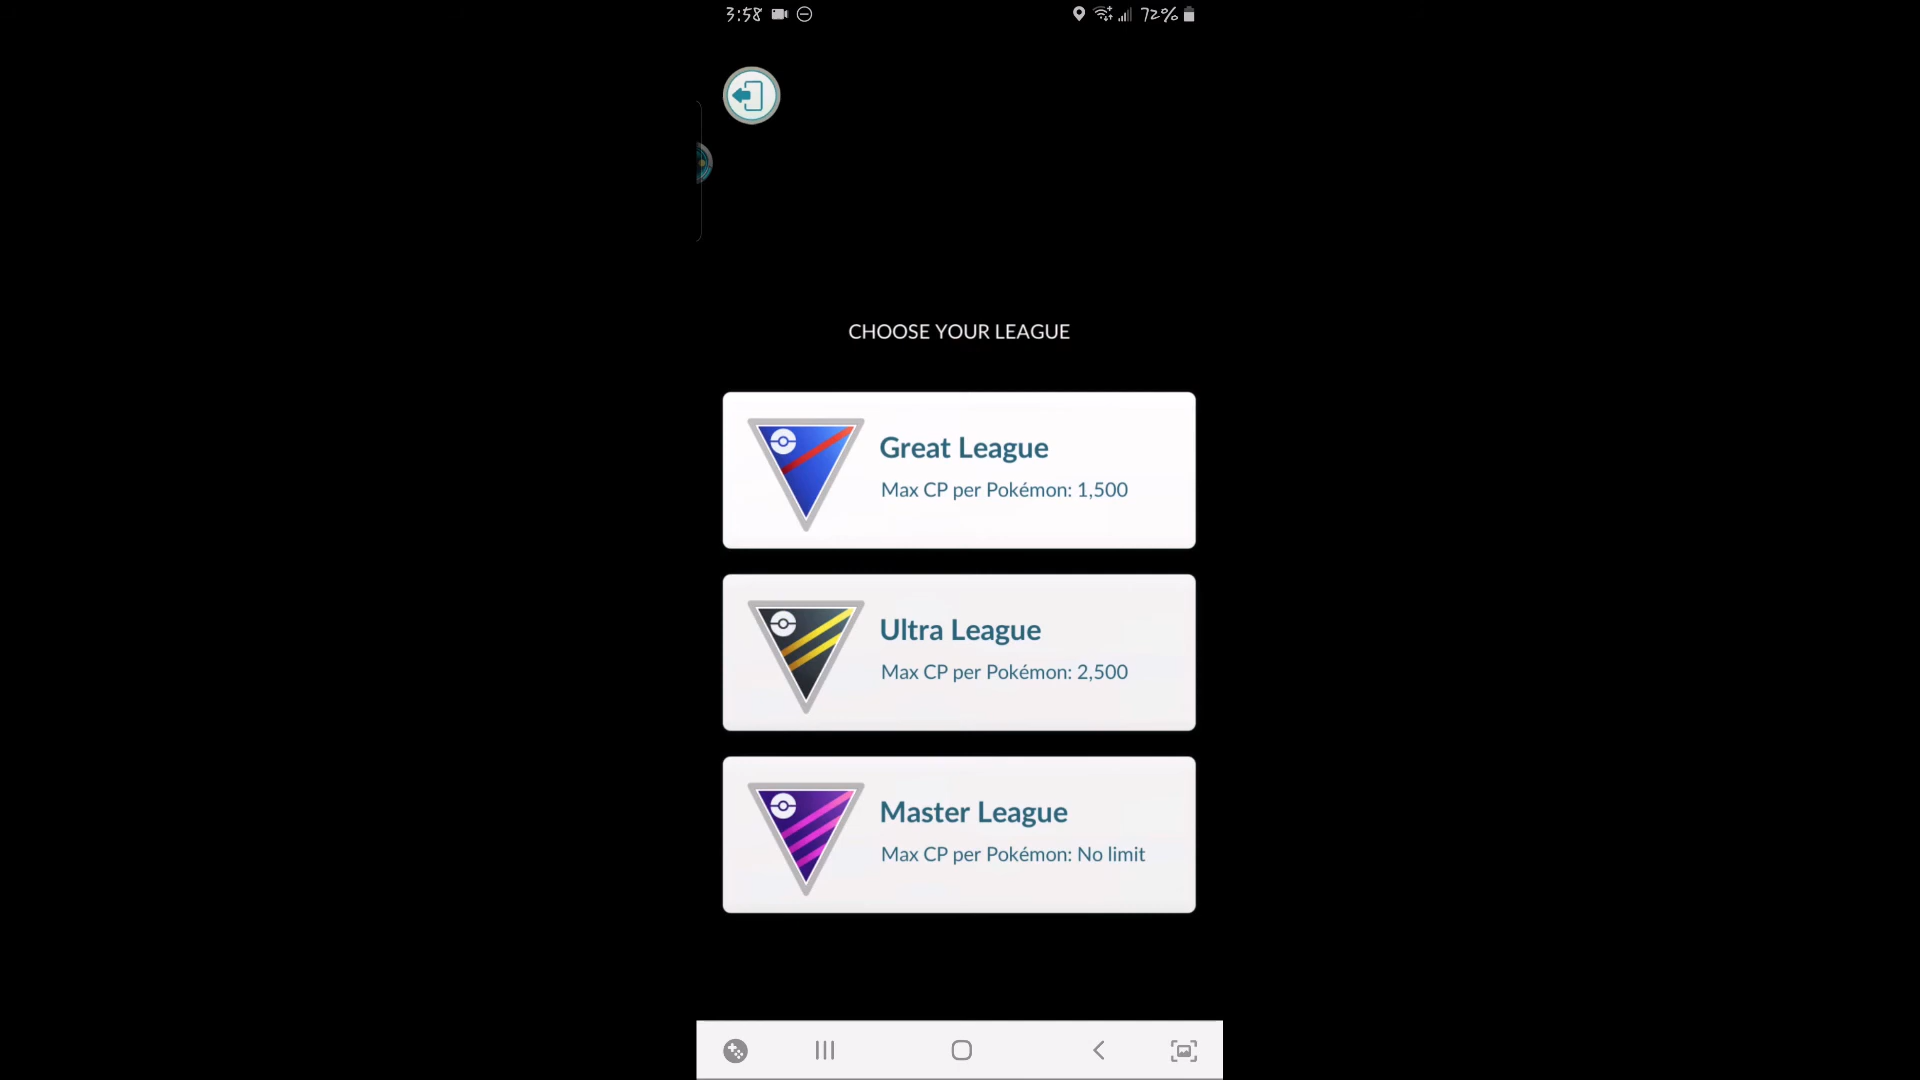 3:58
72%
CHOOSE YOUR LEAGUE
Great League
Max CP per Pokémon: 1,500
Ultra League
Max CP per Pokémon: 2,500
Master League
Max CP per Pokémon: No limit